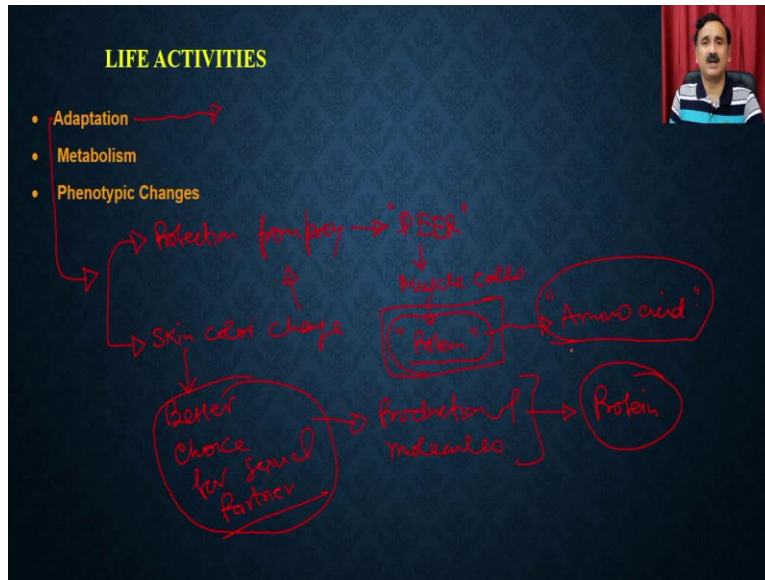 LIFE ACTIVITIES
• Adaptation
• Metabolism
• Phenotypic Changes
Protection from prey → "DEER"
Muscle cells
Skin color change
"Protein" → "Amino acid"
Better
choice
for sexual
Partner
Production of
molecules
Protein